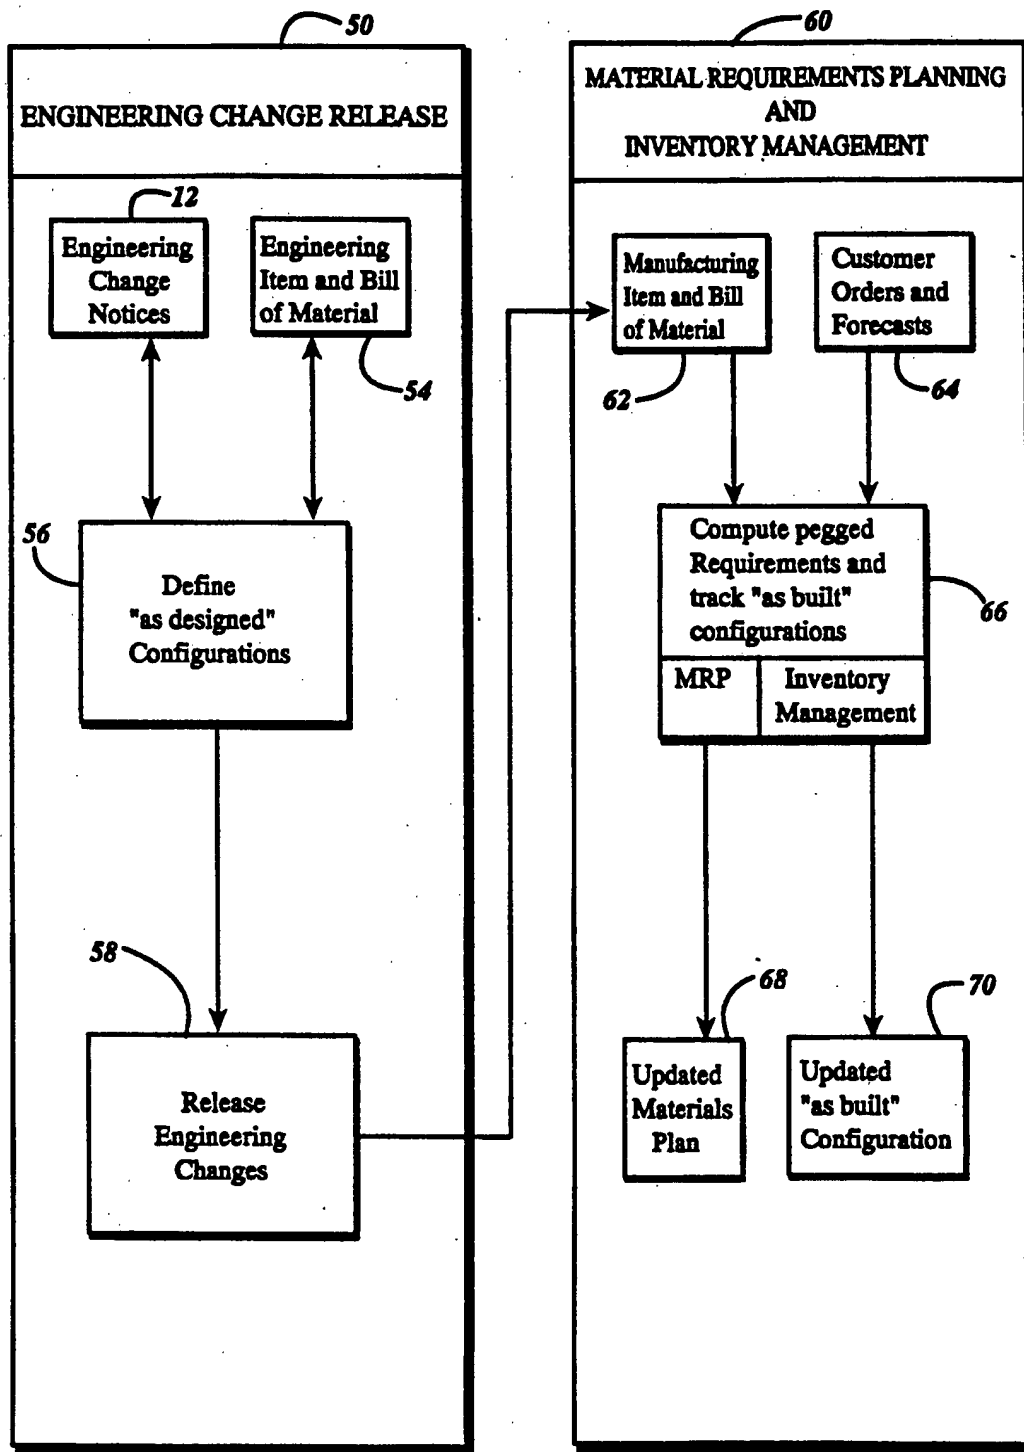 50
ENGINEERING CHANGE RELEASE
12
Engineering
Change
Notices
Engineering
Item and Bill
of Material
54
56
Define
"as designed"
Configurations
58
Release
Engineering
Changes
60
MATERIAL REQUIREMENTS PLANNING
AND
INVENTORY MANAGEMENT
Manufacturing
Item and Bill
of Material
62
Customer
Orders and
Forecasts
64
Compute pegged
Requirements and
track "as built"
configurations
66
MRP
Inventory
Management
68
Updated
Materials
Plan
70
Updated
"as built"
Configuration